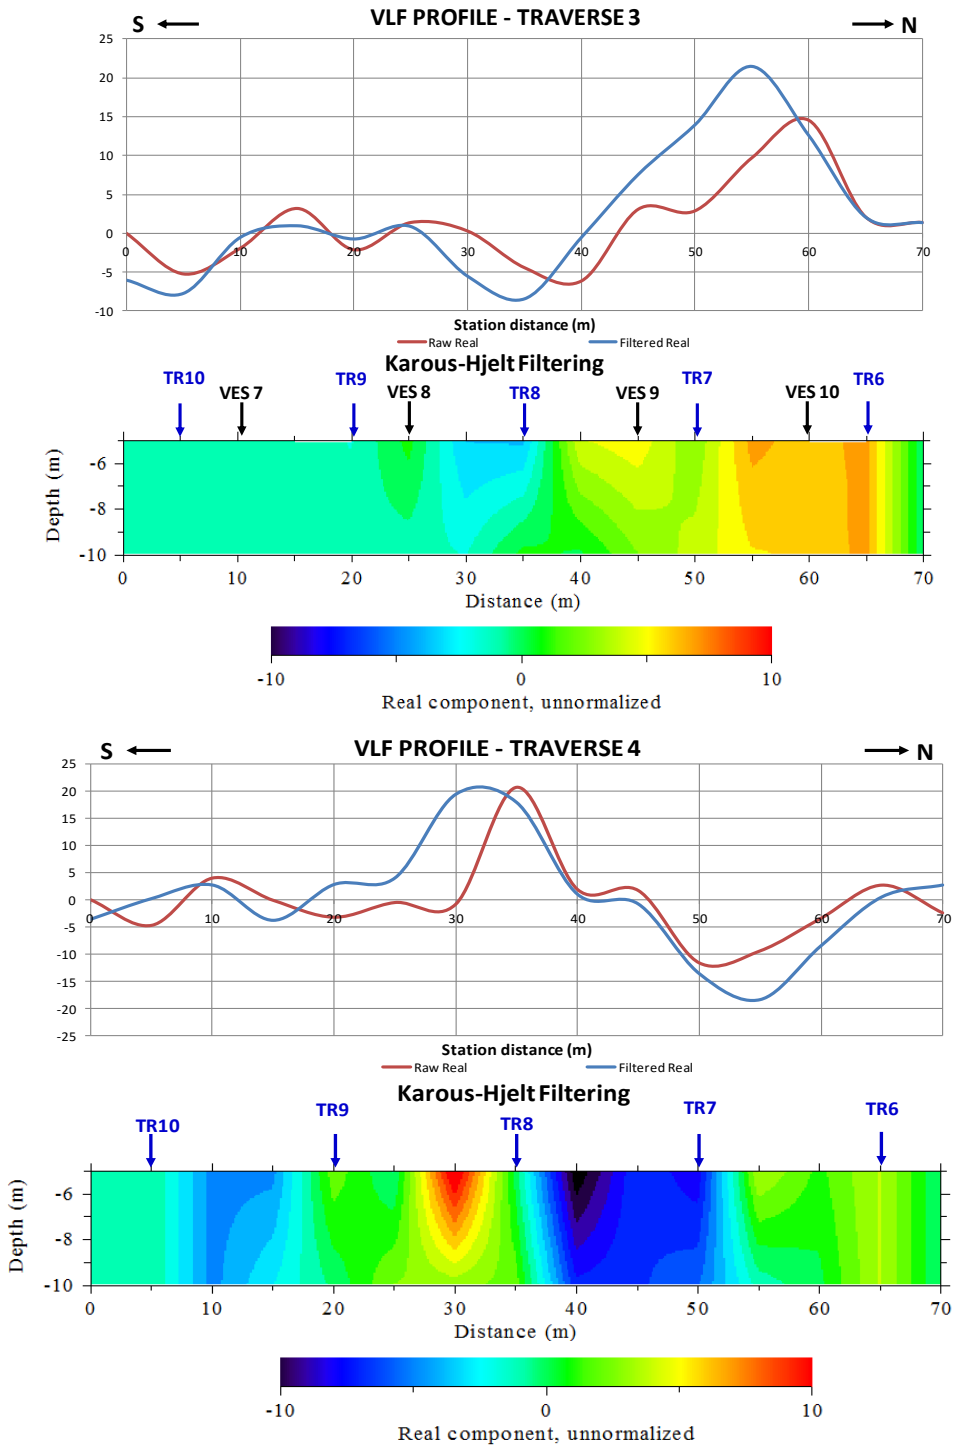 VLF PROFILE - TRAVERSE 3
S N
25
20
15
10
5
0
-5
-10
0 10 20 30 40 50 60 70
Station distance (m)
Raw Real Filtered Real
Karous-Hjelt Filtering
TR10 VES 7 TR9 VES 8 TR8 VES 9 TR7 VES 10 TR6
Depth (m)
-6
-8
-10
0 10 20 30 40 50 60 70
Distance (m)
-10 0 10
Real component, unnormalized
VLF PROFILE - TRAVERSE 4
S N
25
20
15
10
5
0
-5
-10
-15
-20
-25
0 10 20 30 40 50 60 70
Station distance (m)
Raw Real Filtered Real
Karous-Hjelt Filtering
TR10 TR9 TR8 TR7 TR6
Depth (m)
-6
-8
-10
0 10 20 30 40 50 60 70
Distance (m)
-10 0 10
Real component, unnormalized